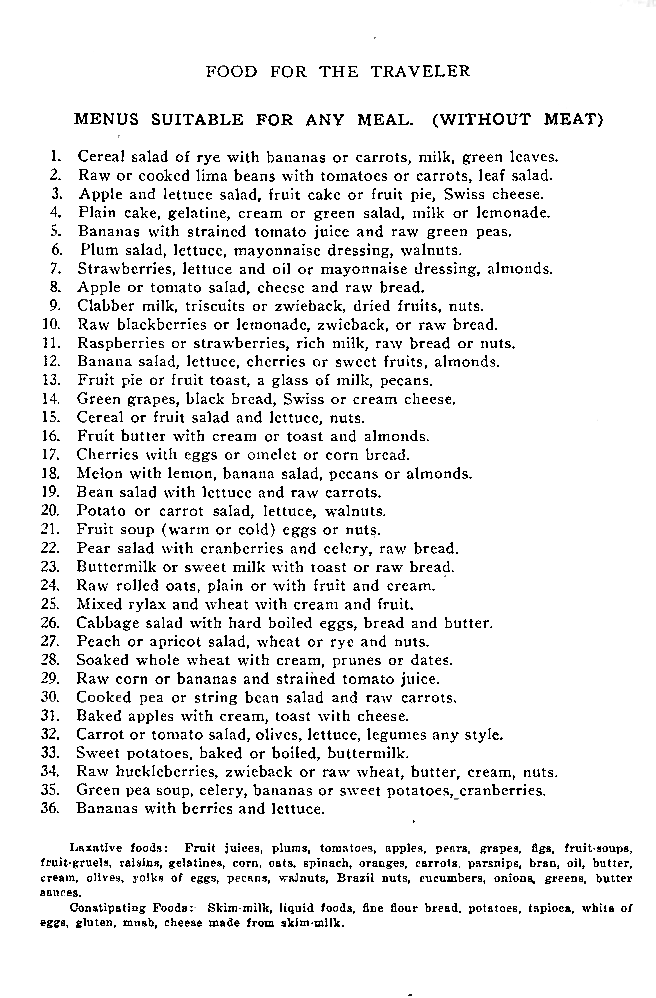 FOOD FOR THE TRAVELER
MENUS SUITABLE FOR ANY MEAL. (WITHOUT MEAT)
1. Cereal salad of rye with bananas or carrots, milk, green leaves.
2. Raw or cooked lima beans with tomatoes or carrots, leaf salad.
3. Apple and lettuce salad, fruit cake or fruit pie, Swiss cheese.
4. Plain cake, gelatine, cream or green salad, milk or lemonade.
5. Bananas with strained tomato juice and raw green peas.
6. Plum salad, lettuce, mayonnaise dressing, walnuts.
7. Strawberries, lettuce and oil or mayonnaise dressing, almonds.
8. Apple or tomato salad, cheese and raw bread.
9. Clabber milk, triscuits or zwieback, dried fruits, nuts.
10. Raw blackberries or lemonade, zwieback, or raw bread.
11. Raspberries or strawberries, rich milk, raw bread or nuts.
12. Banana salad, lettuce, cherries or sweet fruits, almonds.
13. Fruit pie or fruit toast, a glass of milk, pecans.
14. Green grapes, black bread, Swiss or cream cheese.
15. Cereal or fruit salad and lettuce, nuts.
16. Fruit butter with cream or toast and almonds.
17. Cherries with eggs or omelet or corn bread.
18. Melon with lemon, banana salad, pecans or almonds.
19. Bean salad with lettuce and raw carrots.
20. Potato or carrot salad, lettuce, walnuts.
21. Fruit soup (warm or cold) eggs or nuts.
22. Pear salad with cranberries and celery, raw bread.
23. Buttermilk or sweet milk with toast or raw bread.
24. Raw rolled oats, plain or with fruit and cream.
25. Mixed rylax and wheat with cream and fruit.
26. Cabbage salad with hard boiled eggs, bread and butter.
27. Peach or apricot salad, wheat or rye and nuts.
28. Soaked whole wheat with cream, prunes or dates.
29. Raw corn or bananas and strained tomato juice.
30. Cooked pea or string bean salad and raw carrots.
31. Baked apples with cream, toast with cheese.
32. Carrot or tomato salad, olives, lettuce, legumes any style.
33. Sweet potatoes, baked or boiled, buttermilk.
34. Raw huckleberries, zwieback or raw wheat, butter, cream, nuts.
35. Green pea soup, celery, bananas or sweet potatoes, cranberries.
36. Bananas with berries and lettuce.
Laxative foods: Fruit juices, plums, tomatoes, apples, pears, grapes, figs, fruit-soups,
fruit-gruels, raisins, gelatines, corn, oats, spinach, oranges, carrots, parsnips, bran, oil, butter,
cream, olives, yolks of eggs, pecans, walnuts, Brazil nuts, cucumbers, onions, greens, butter
sauces.
Constipating Foods: Skim-milk, liquid foods, fine flour bread, potatoes, tapioca, white of
eggs, gluten, mush, cheese made from skim-milk.